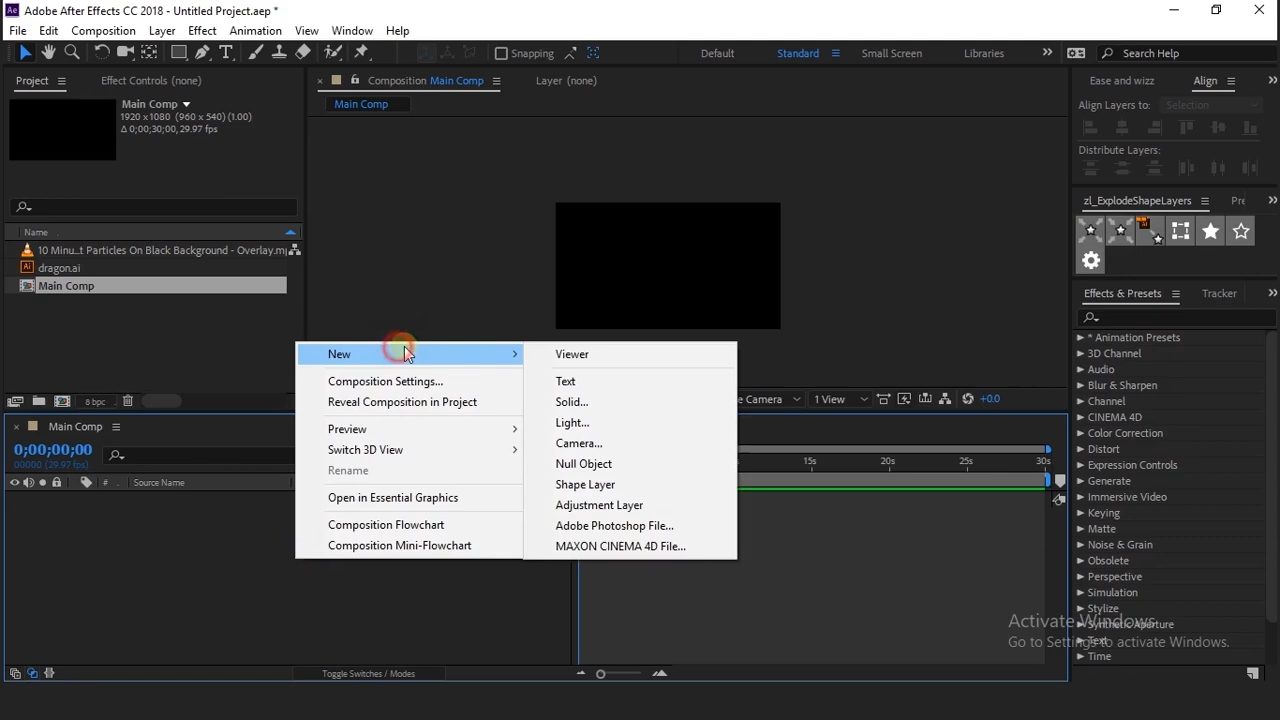 Adobe After Effects CC 2018 - Untitled Project.aep *
File Edit Composition Layer Effect Animation View Window Help
Snapping Default Standard Small Screen Libraries Search Help
Project Effect Controls (none) Composition Main Comp Layer (none) Ease and wizz Align
Main Comp
1920 x 1080 (960 x 540) (1.00)
Δ 0;00;30;00, 29.97 fps
Main Comp
Align Layers to: Selection
Distribute Layers:
zl_ExplodeShapeLayers Pre
Name
10 Minu...t Particles On Black Background - Overlay.m
dragon.ai
Main Comp
Effects & Presets Tracker
* Animation Presets
3D Channel
Audio
Blur & Sharpen
Channel
CINEMA 4D
Color Correction
Distort
Expression Controls
Generate
Immersive Video
Keying
Matte
Noise & Grain
Obsolete
Perspective
Simulation
Stylize
Synthetic Aperture
Text
Time
New
Composition Settings...
Reveal Composition in Project
Preview
Switch 3D View
Rename
Open in Essential Graphics
Composition Flowchart
Composition Mini-Flowchart
Viewer
Text
Solid...
Light...
Camera...
Null Object
Shape Layer
Adjustment Layer
Adobe Photoshop File...
MAXON CINEMA 4D File...
8 bpc
e Camera 1 View +0.0
Main Comp
0;00;00;00
00000 (29.97 fps)
15s 20s 25s 30s
# Source Name
Toggle Switches / Modes
Activate Windows
Go to Settings to activate Windows.